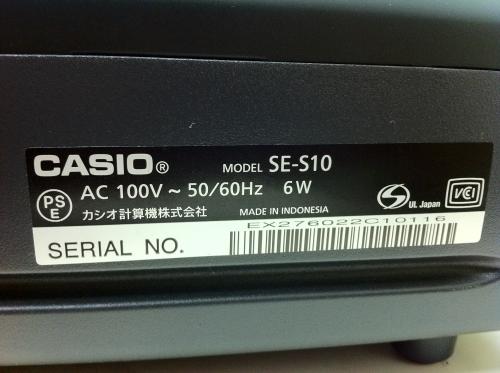 CASIO® MODEL SE-S10
PS E AC 100V ~ 50/60Hz 6W S UL Japan VCI
カシオ計算機株式会社 MADE IN INDONESIA
SERIAL NO. EX276022C10116